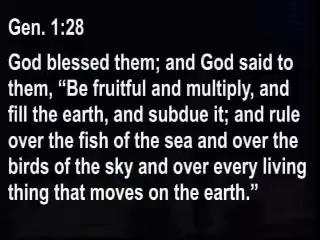 Gen. 1:28
God blessed them; and God said to
them, “Be fruitful and multiply, and
fill the earth, and subdue it; and rule
over the fish of the sea and over the
birds of the sky and over every living
thing that moves on the earth.”